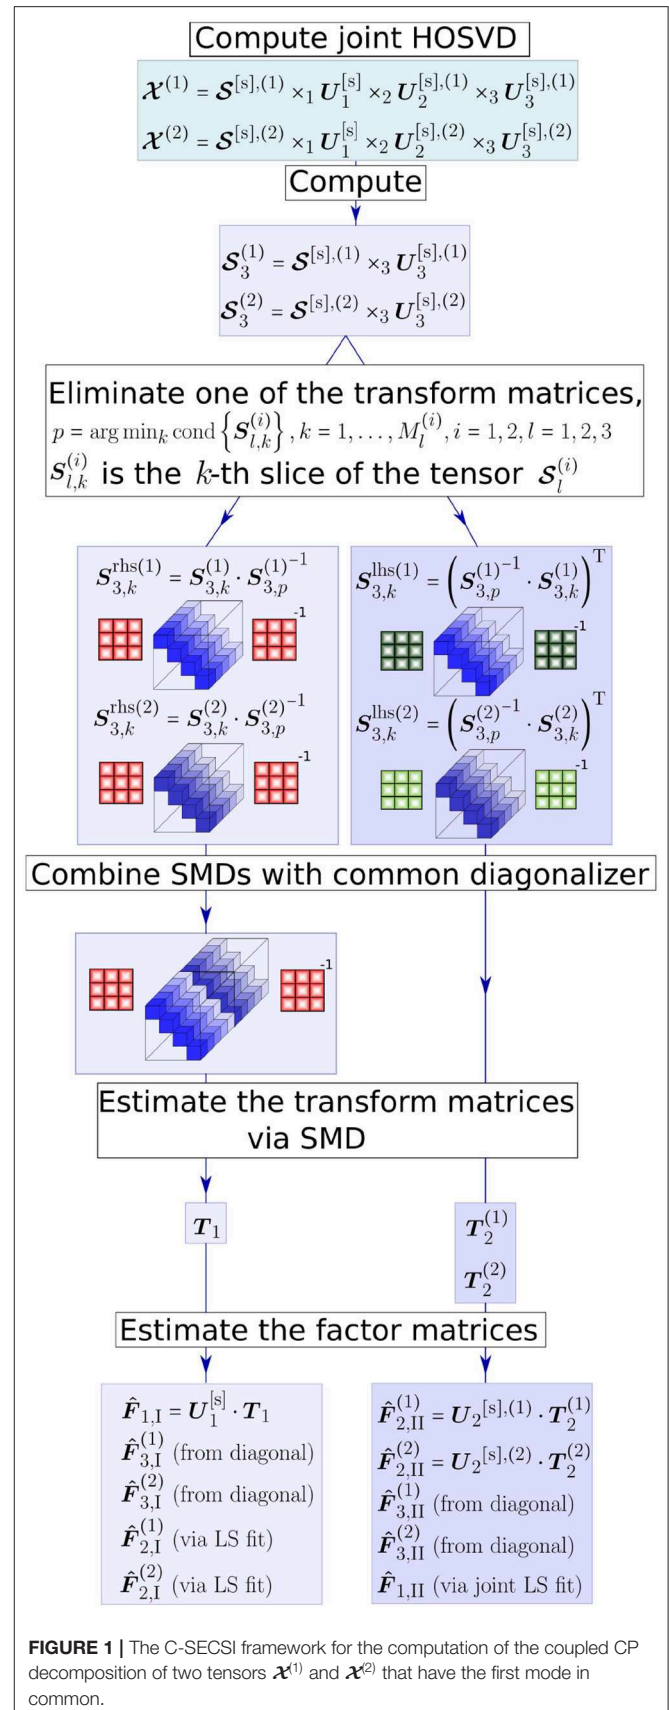 Compute joint HOSVD
𝓧^(1) = 𝓢^[s],(1) ×₁ U₁^[s] ×₂ U₂^[s],(1) ×₃ U₃^[s],(1)
𝓧^(2) = 𝓢^[s],(2) ×₁ U₁^[s] ×₂ U₂^[s],(2) ×₃ U₃^[s],(2)
Compute
𝓢₃^(1) = 𝓢^[s],(1) ×₃ U₃^[s],(1)
𝓢₃^(2) = 𝓢^[s],(2) ×₃ U₃^[s],(2)
Eliminate one of the transform matrices,
p = arg min_k cond {S_{l,k}^(i)}, k = 1, . . . , M_l^(i), i = 1, 2, l = 1, 2, 3
S_{l,k}^(i) is the k-th slice of the tensor 𝓢_l^(i)
S_{3,k}^rhs(1) = S_{3,k}^(1) · S_{3,p}^(1)^-1
-1
S_{3,k}^rhs(2) = S_{3,k}^(2) · S_{3,p}^(2)^-1
-1
S_{3,k}^lhs(1) = (S_{3,p}^(1)^-1 · S_{3,k}^(1))^T
-1
S_{3,k}^lhs(2) = (S_{3,p}^(2)^-1 · S_{3,k}^(2))^T
-1
Combine SMDs with common diagonalizer
-1
Estimate the transform matrices
via SMD
T₁
T₂^(1)
T₂^(2)
Estimate the factor matrices
F̂_{1,I} = U₁^[s] · T₁
F̂_{3,I}^(1) (from diagonal)
F̂_{3,I}^(2) (from diagonal)
F̂_{2,I}^(1) (via LS fit)
F̂_{2,I}^(2) (via LS fit)
F̂_{2,II}^(1) = U₂^[s],(1) · T₂^(1)
F̂_{2,II}^(2) = U₂^[s],(2) · T₂^(2)
F̂_{3,II}^(1) (from diagonal)
F̂_{3,II}^(2) (from diagonal)
F̂_{1,II} (via joint LS fit)
FIGURE 1 | The C-SECSI framework for the computation of the coupled CP
decomposition of two tensors 𝓧^(1) and 𝓧^(2) that have the first mode in
common.